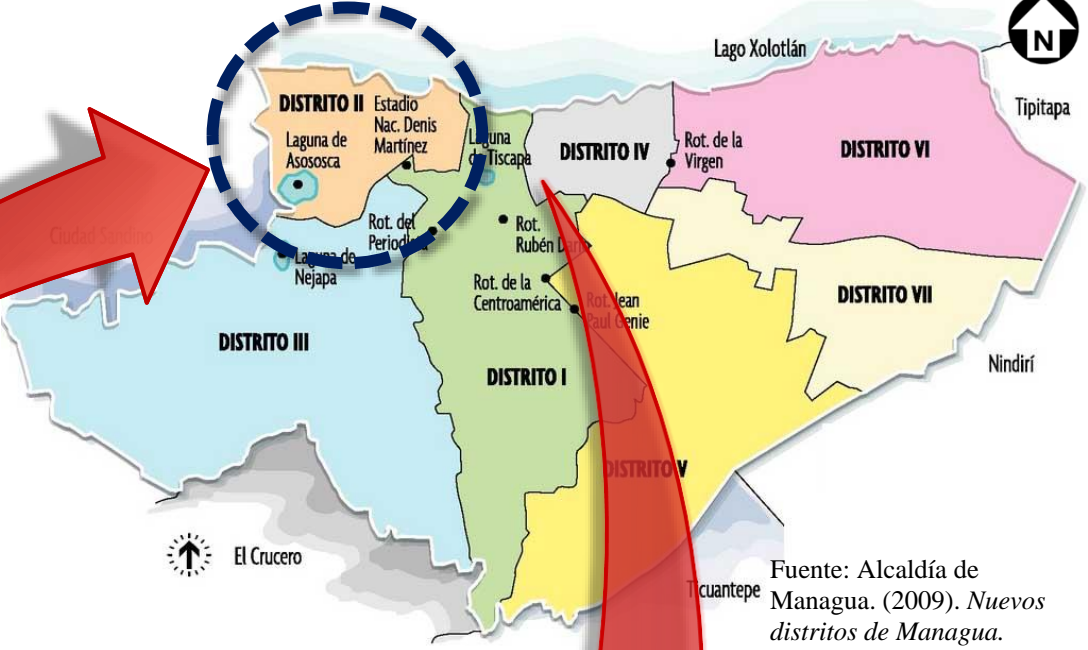 N
Lago Xolotlán
Tipitapa
DISTRITO II
Estadio
Nac. Denis
Martínez
Laguna de
Asososca
Laguna
de Tiscapa
DISTRITO IV
Rot. de la
Virgen
DISTRITO VI
Ciudad Sandino
Rot. del
Laguna de
Nejapa
Rot.
Rubén Darío
Rot. de la
Centroamérica
Rot. Jean
Paul Genie
DISTRITO VII
DISTRITO III
DISTRITO I
Nindirí
DISTRITO V
El Crucero
Ticuantepe
Fuente: Alcaldía de
Managua. (2009). Nuevos
distritos de Managua.